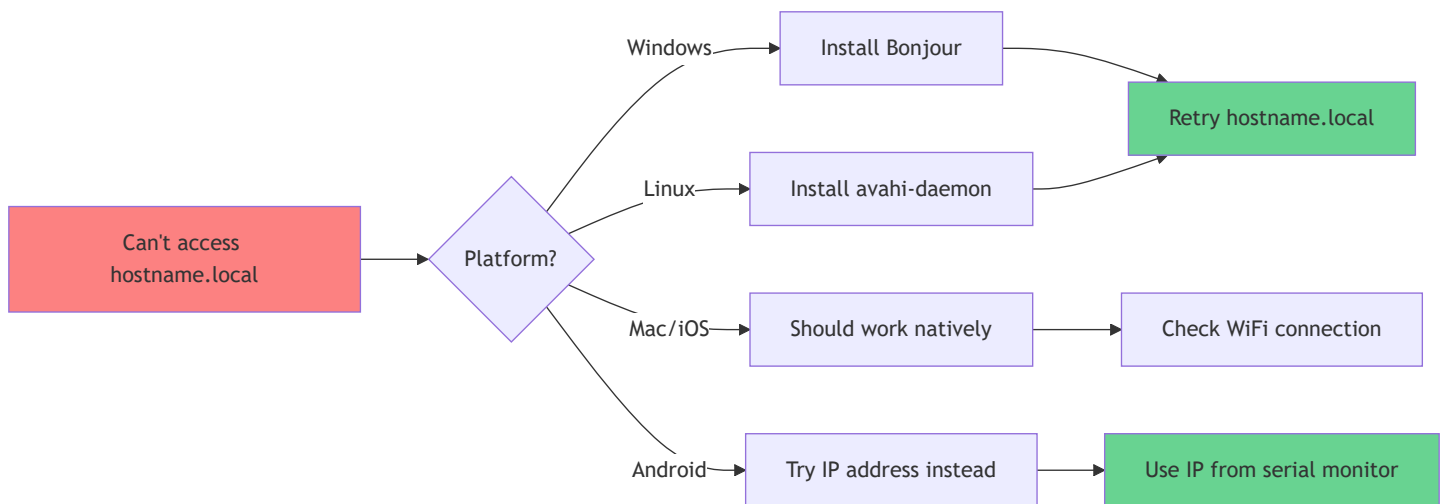 Can't access
hostname.local
Platform?
Windows
Install Bonjour
Retry hostname.local
Linux
Install avahi-daemon
Mac/iOS
Should work natively
Check WiFi connection
Android
Try IP address instead
Use IP from serial monitor